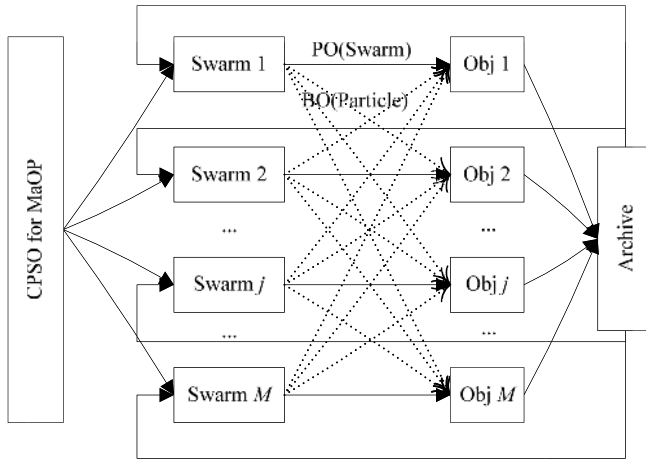 CPSO for MaOP
Swarm 1
PO(Swarm)
Obj 1
BO(Particle)
Swarm 2
Obj 2
...
...
Swarm j
Obj j
...
...
Swarm M
Obj M
Archive